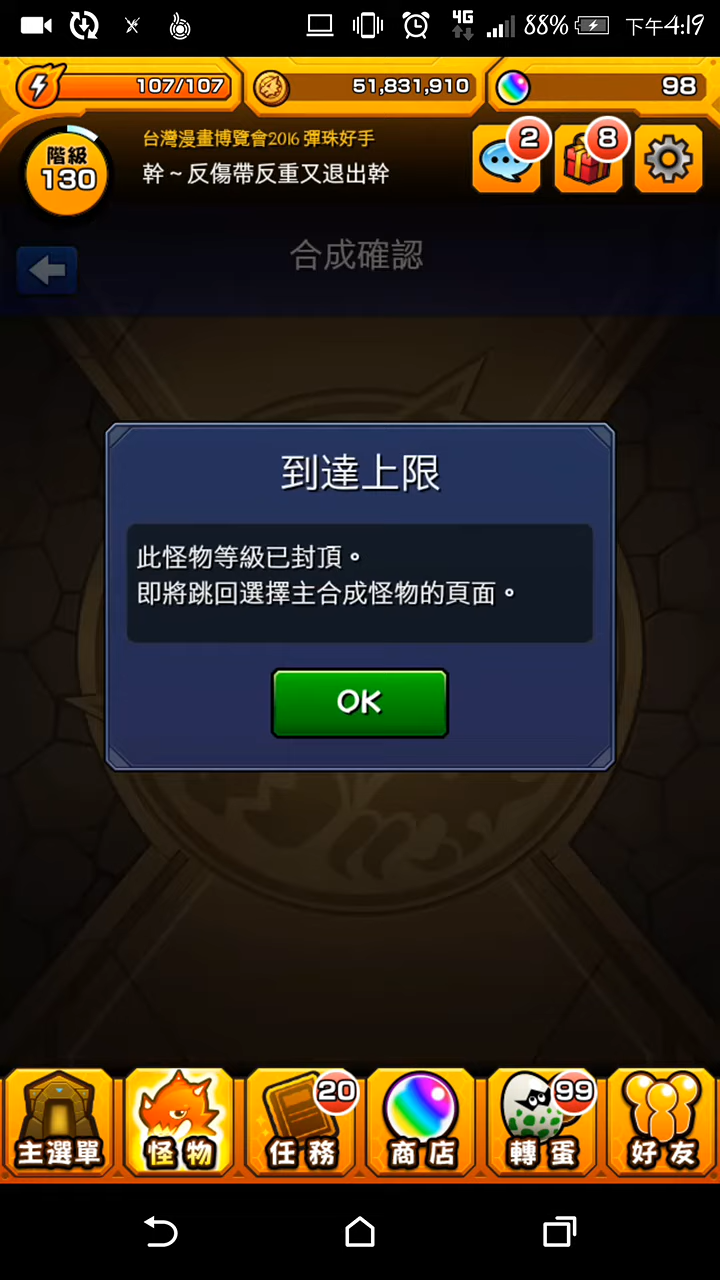 4G
88%
下午4:19
107/107
51,831,910
98
階級
130
台灣漫畫博覽會2016 彈珠好手
幹～反傷帶反重又退出幹
2
8
合成確認
到達上限
此怪物等級已封頂。
即將跳回選擇主合成怪物的頁面。
OK
主選單
怪物
20
任務
商店
99
轉蛋
好友